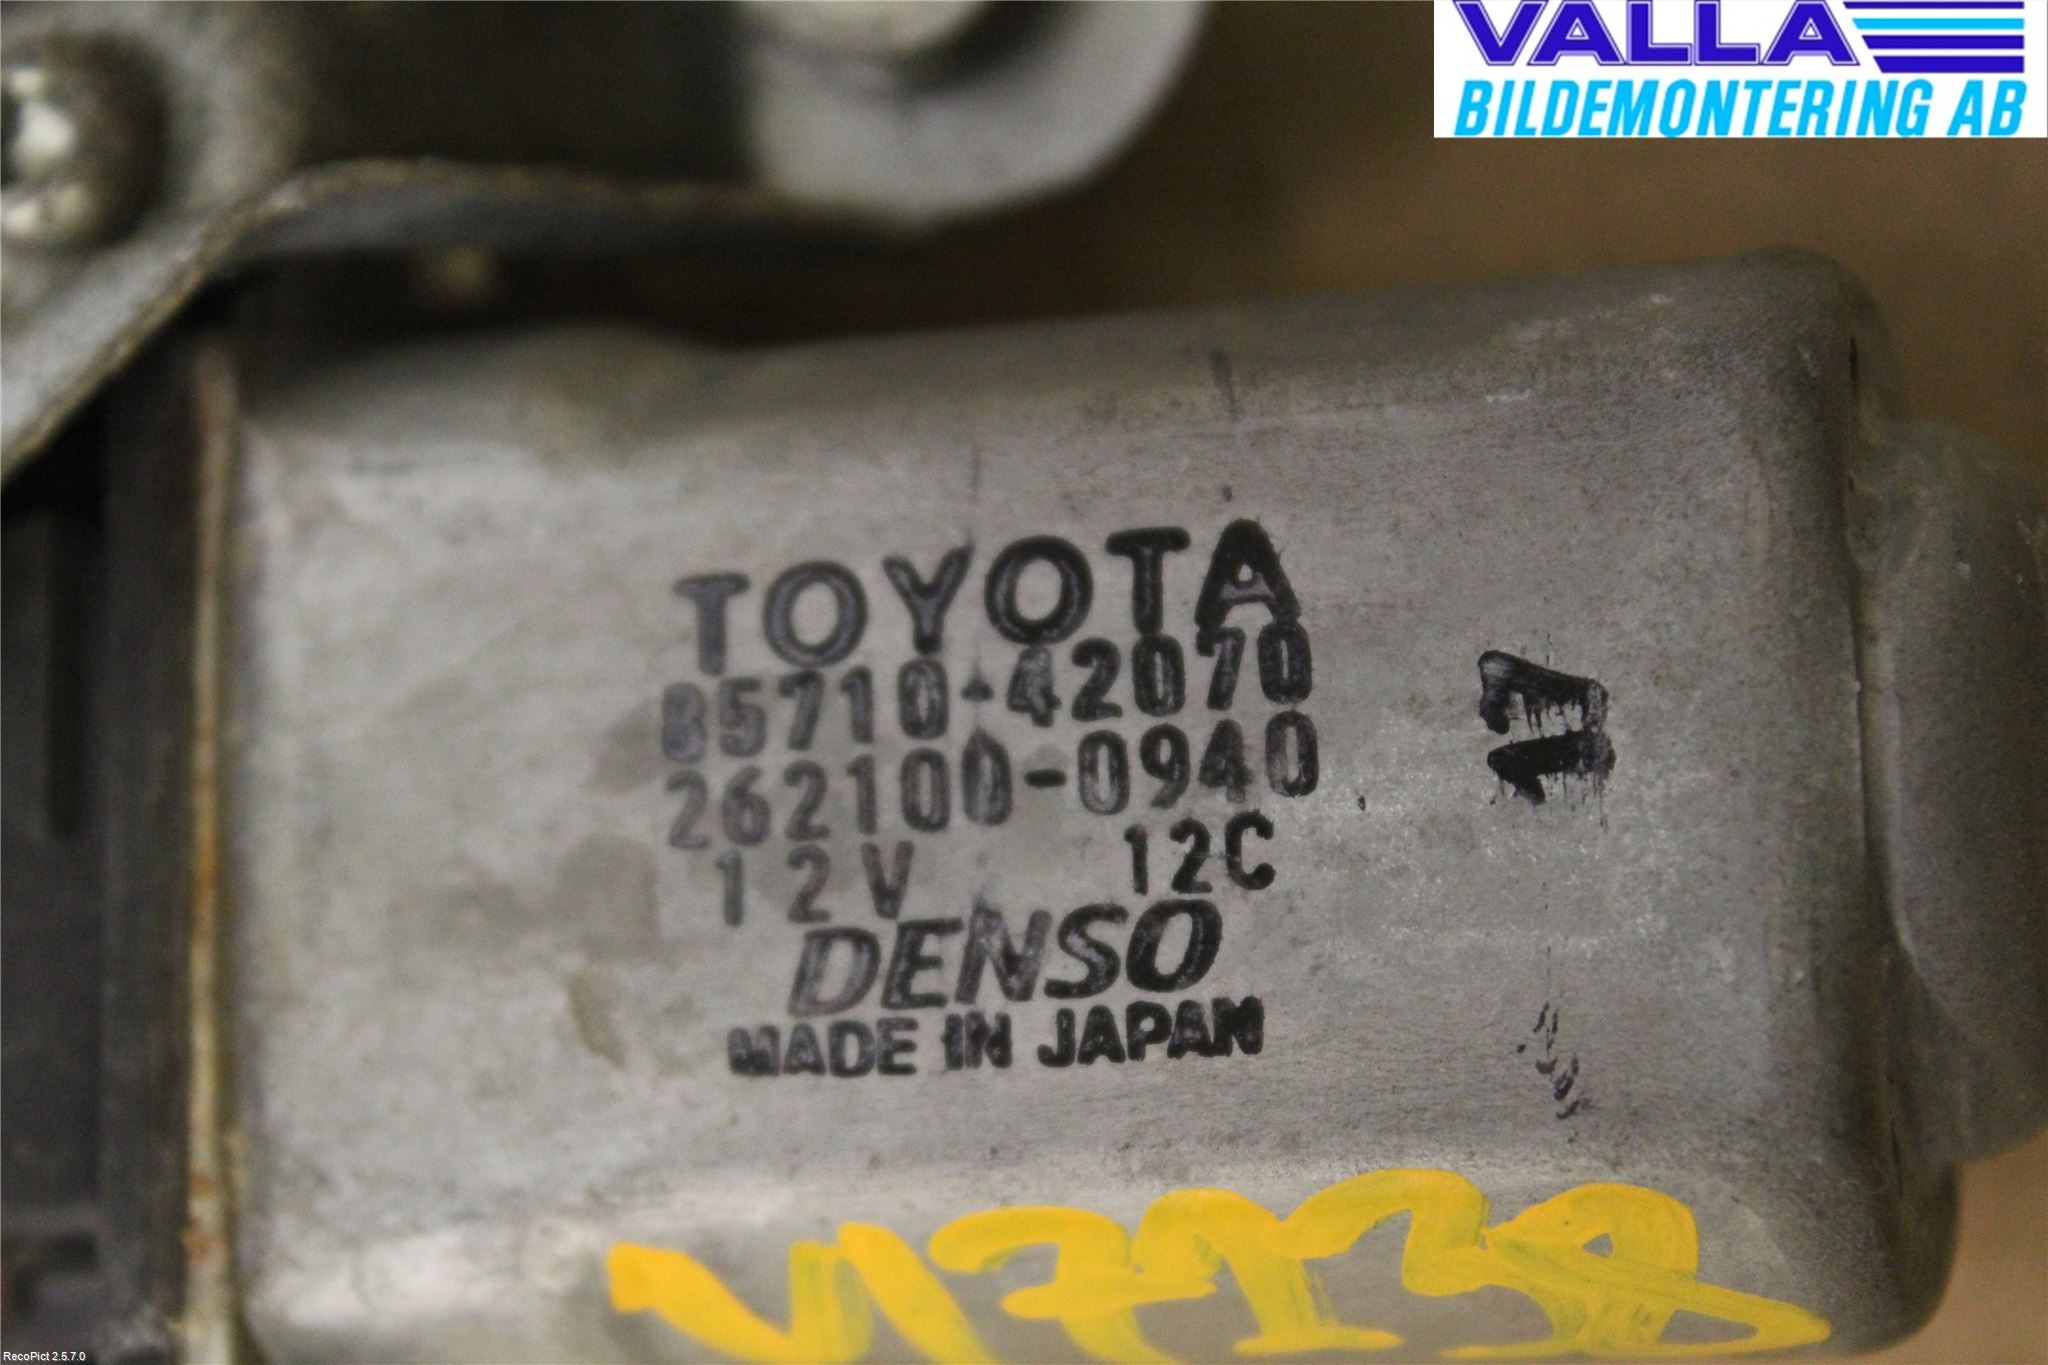 VALLA
BILDEMONTERING AB
TOYOTA
85710-42070
262100-0940
12V 12C
DENSO
MADE IN JAPAN
RecoPict 2.5.7.0